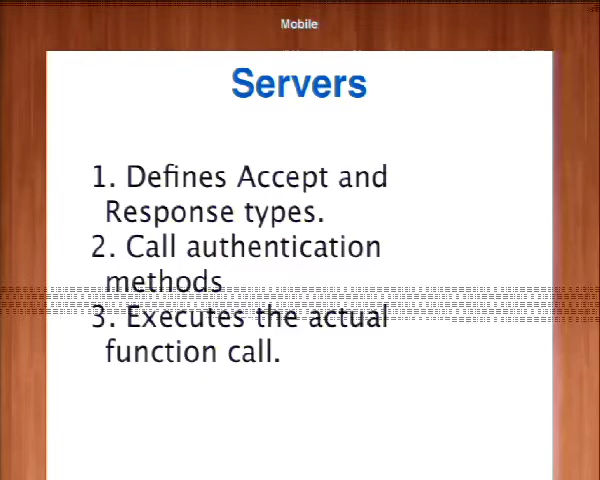 Mobile
Servers
1. Defines Accept and
Response types.
2. Call authentication
methods
3. Executes the actual
function call.